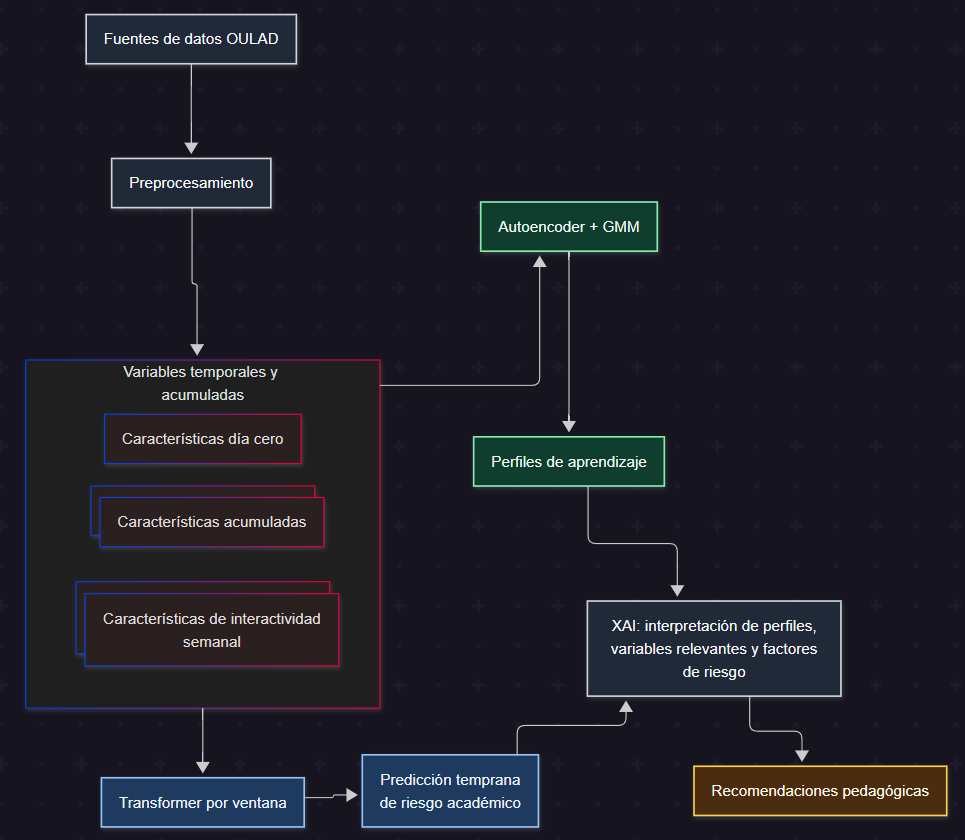 Fuentes de datos OULAD
Preprocesamiento
Variables temporales y
acumuladas
Características día cero
Características acumuladas
Características de interactividad
semanal
Autoencoder + GMM
Perfiles de aprendizaje
XAI: interpretación de perfiles,
variables relevantes y factores
de riesgo
Transformer por ventana
Predicción temprana
de riesgo académico
Recomendaciones pedagógicas